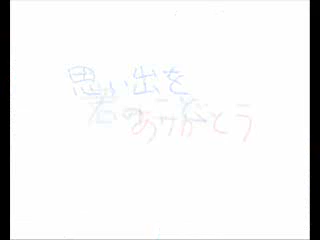 思い出を
君の
ありがとう